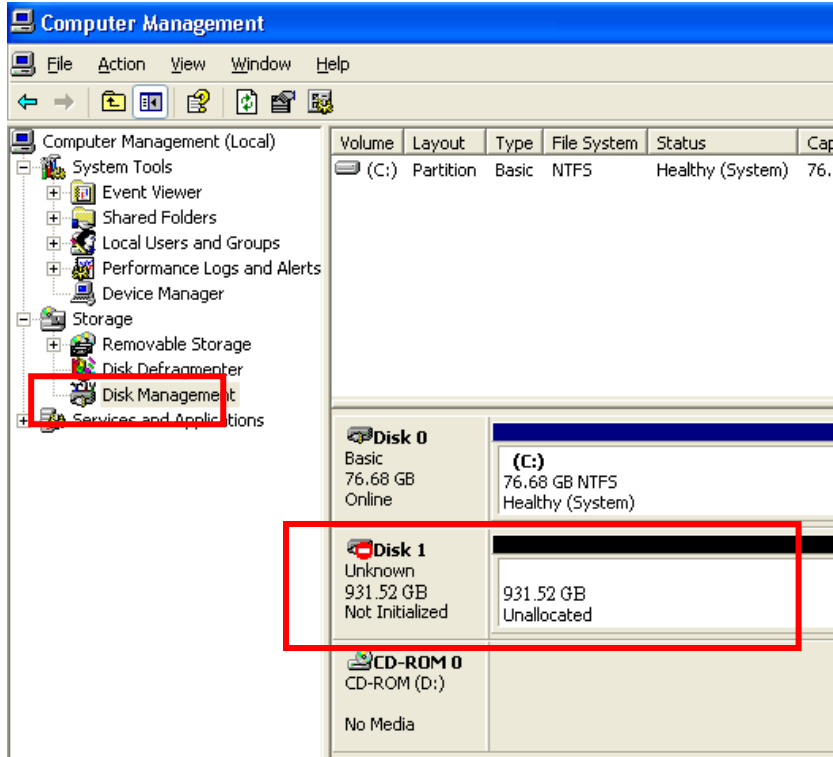 Computer Management
File Action View Window Help
Computer Management (Local)
System Tools
Event Viewer
Shared Folders
Local Users and Groups
Performance Logs and Alerts
Device Manager
Storage
Removable Storage
Disk Defragmenter
Disk Management
Services and Applications
Volume Layout Type File System Status Cap
(C:) Partition Basic NTFS Healthy (System) 76.
Disk 0
Basic
76.68 GB
Online
(C:)
76.68 GB NTFS
Healthy (System)
Disk 1
Unknown
931.52 GB
Not Initialized
931.52 GB
Unallocated
CD-ROM 0
CD-ROM (D:)
No Media